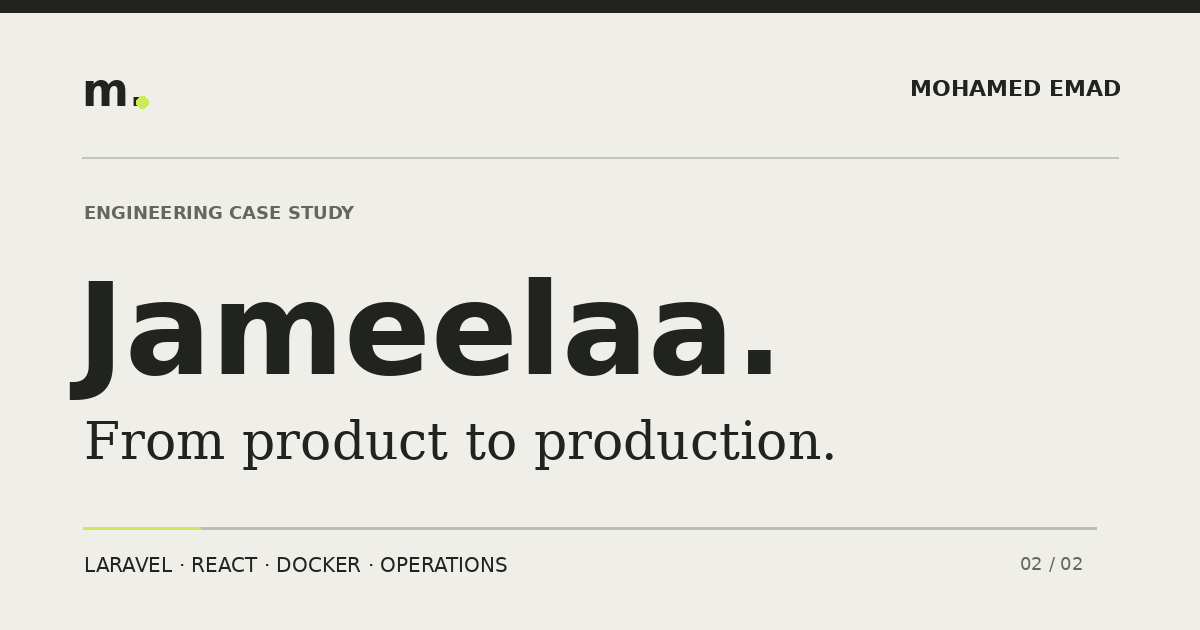 m.
MOHAMED EMAD
ENGINEERING CASE STUDY
Jameelaa.
From product to production.
LARAVEL · REACT · DOCKER · OPERATIONS
02 / 02